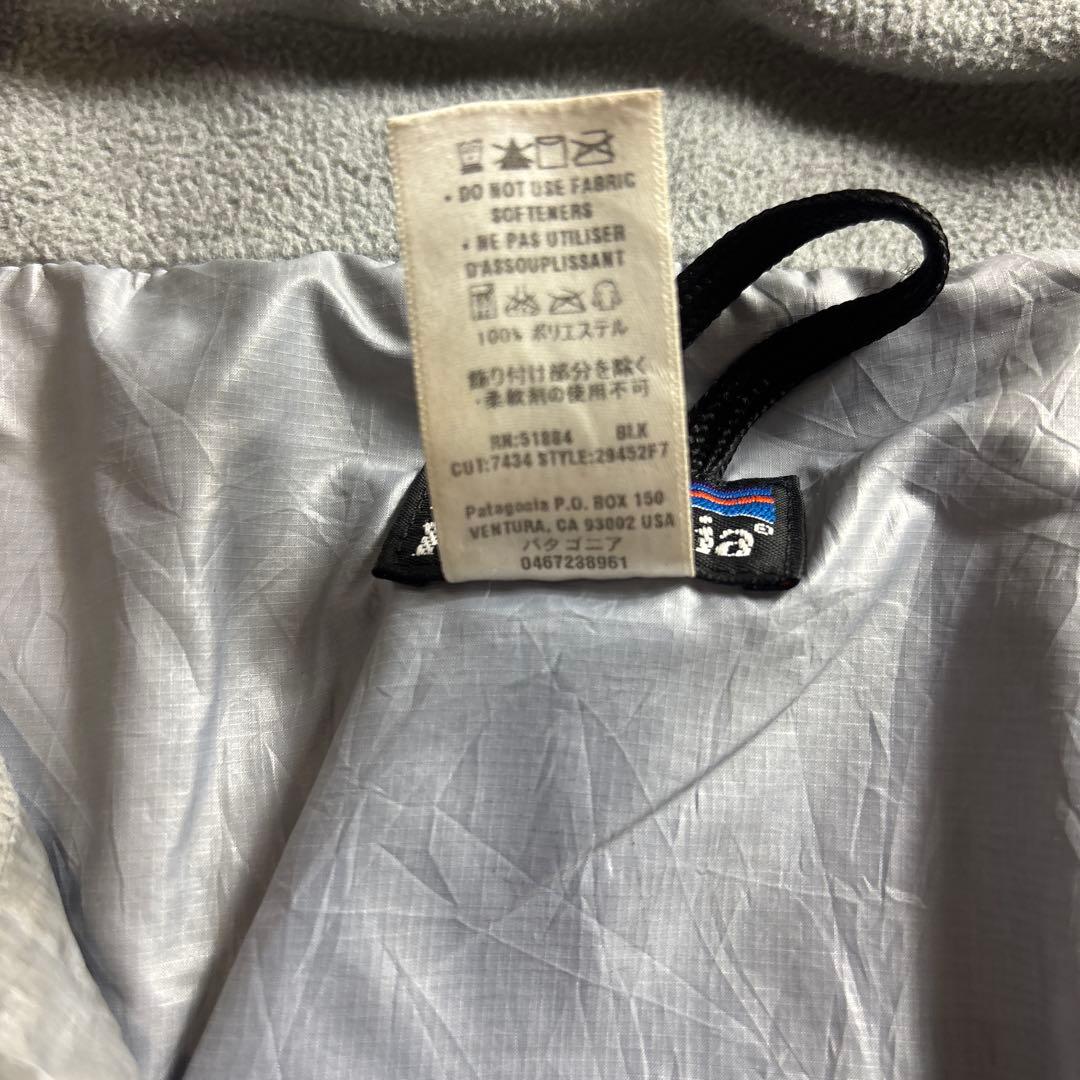 • DO NOT USE FABRIC
SOFTENERS
• NE PAS UTILISER
D'ASSOUPLISSANT
100% ポリエステル
飾り付け部分を除く
・柔軟剤の使用不可
RN:51884 BLK
CUT:7434 STYLE:29452F7
Patagonia P.O. BOX 150
VENTURA, CA 93002 USA
パタゴニア
0467238961